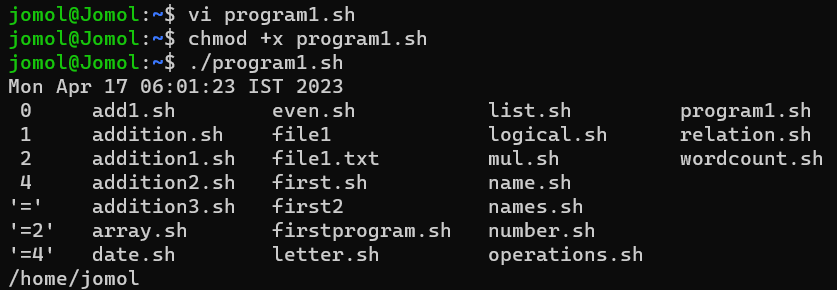 jomol@Jomol:~$ vi program1.sh
jomol@Jomol:~$ chmod +x program1.sh
jomol@Jomol:~$ ./program1.sh
Mon Apr 17 06:01:23 IST 2023
 0     add1.sh        even.sh           list.sh         program1.sh
 1     addition.sh    file1             logical.sh      relation.sh
 2     addition1.sh   file1.txt         mul.sh          wordcount.sh
 4     addition2.sh   first.sh          name.sh
'='    addition3.sh   first2            names.sh
'=2'   array.sh       firstprogram.sh   number.sh
'=4'   date.sh        letter.sh         operations.sh
/home/jomol